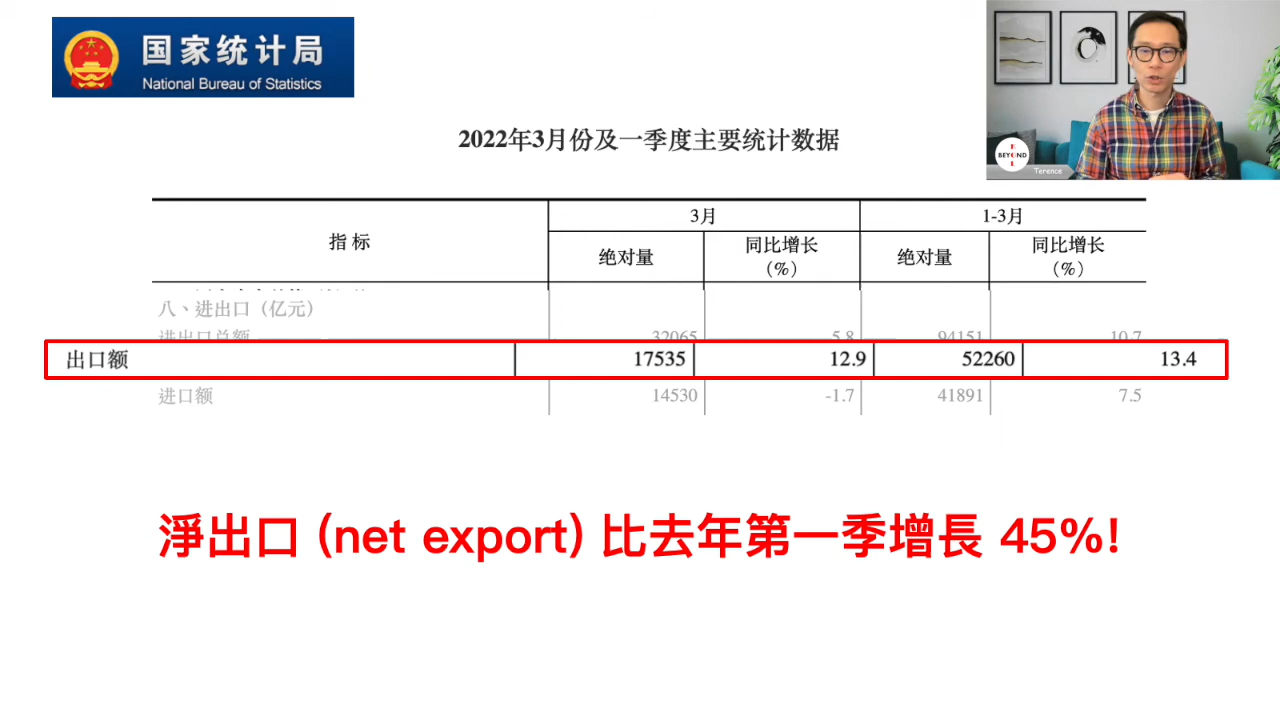 国家统计局
National Bureau of Statistics
BEYOND
Terence
2022年3月份及一季度主要统计数据
指 标
3月
1-3月
绝对量
同比增长
(%)
绝对量
同比增长
(%)
八、进出口（亿元）
进出口总额 32065 5.8 94151 10.7
出口额 17535 12.9 52260 13.4
进口额 14530 -1.7 41891 7.5
淨出口 (net export) 比去年第一季增長 45%!